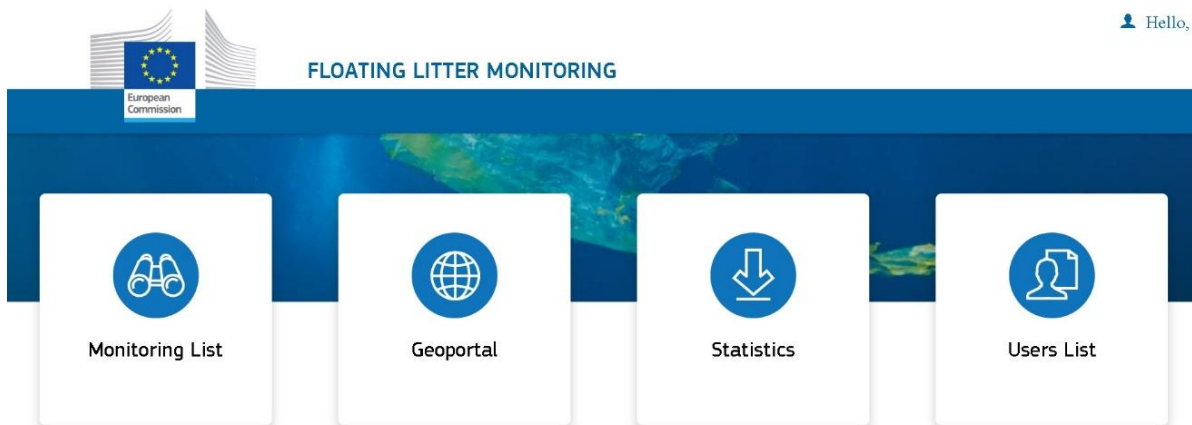 Hello,
FLOATING LITTER MONITORING
European
Commission
Monitoring List
Geoportal
Statistics
Users List